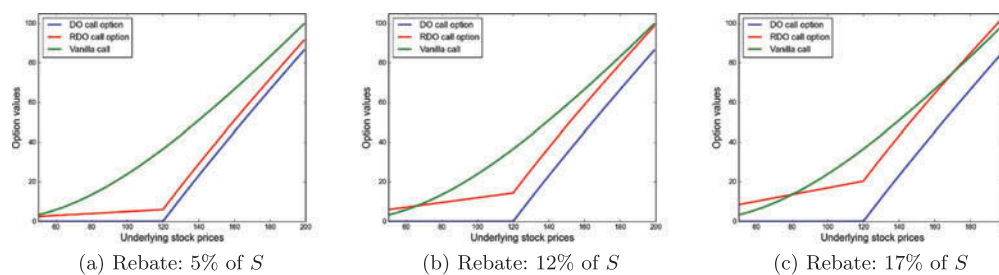 DO call option
RDO call option
Vanilla call
Option values
100
80
60
40
20
0
60 80 100 120 140 160 180 200
Underlying stock prices
(a) Rebate: 5% of S
DO call option
RDO call option
Vanilla call
Option values
100
80
60
40
20
0
60 80 100 120 140 160 180 200
Underlying stock prices
(b) Rebate: 12% of S
DO call option
RDO call option
Vanilla call
Option values
100
80
60
40
20
0
60 80 100 120 140 160 180
Underlying stock prices
(c) Rebate: 17% of S